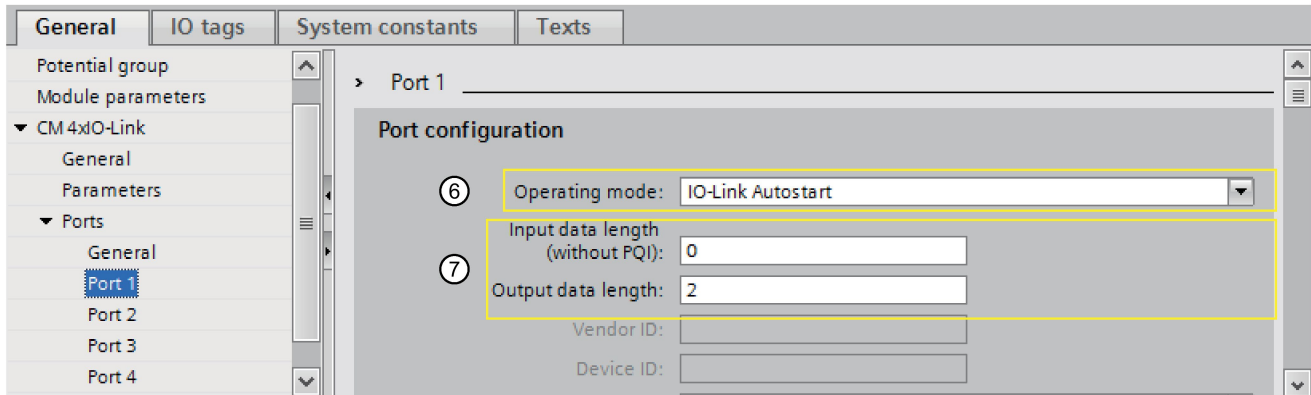 General IO tags System constants Texts
Potential group
Module parameters
CM 4xIO-Link
General
Parameters
Ports
General
Port 1
Port 2
Port 3
Port 4
Port 1
Port configuration
6 Operating mode: IO-Link Autostart
7 Input data length
(without PQI): 0
Output data length: 2
Vendor ID:
Device ID: